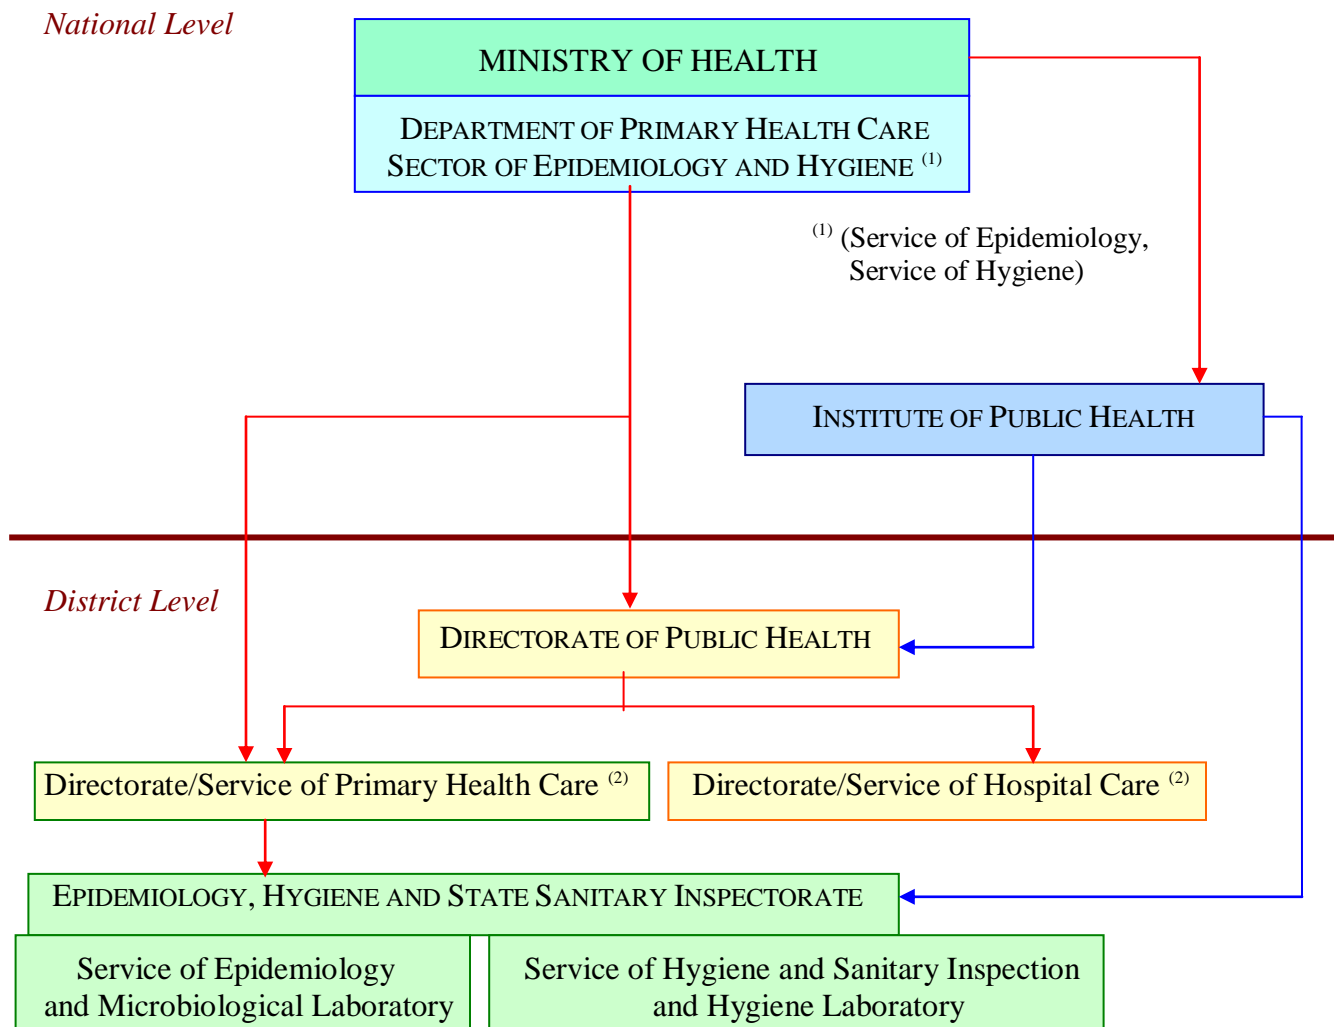 National Level
MINISTRY OF HEALTH
DEPARTMENT OF PRIMARY HEALTH CARE
SECTOR OF EPIDEMIOLOGY AND HYGIENE (1)
(1) (Service of Epidemiology,
Service of Hygiene)
INSTITUTE OF PUBLIC HEALTH
District Level
DIRECTORATE OF PUBLIC HEALTH
Directorate/Service of Primary Health Care (2)
Directorate/Service of Hospital Care (2)
EPIDEMIOLOGY, HYGIENE AND STATE SANITARY INSPECTORATE
Service of Epidemiology
and Microbiological Laboratory
Service of Hygiene and Sanitary Inspection
and Hygiene Laboratory